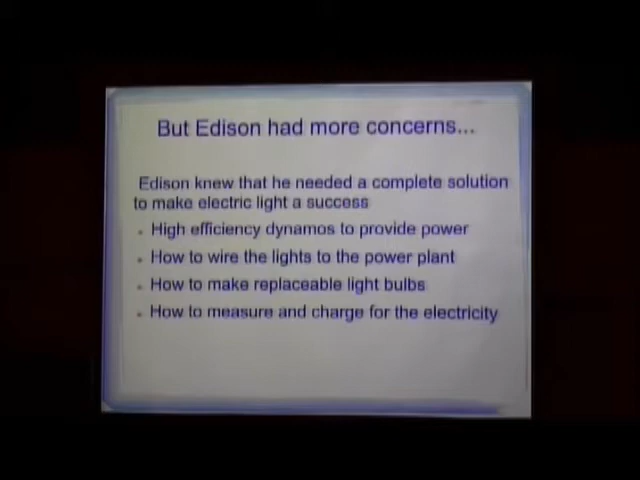 But Edison had more concerns...
Edison knew that he needed a complete solution
to make electric light a success
High efficiency dynamos to provide power
How to wire the lights to the power plant
How to make replaceable light bulbs
How to measure and charge for the electricity